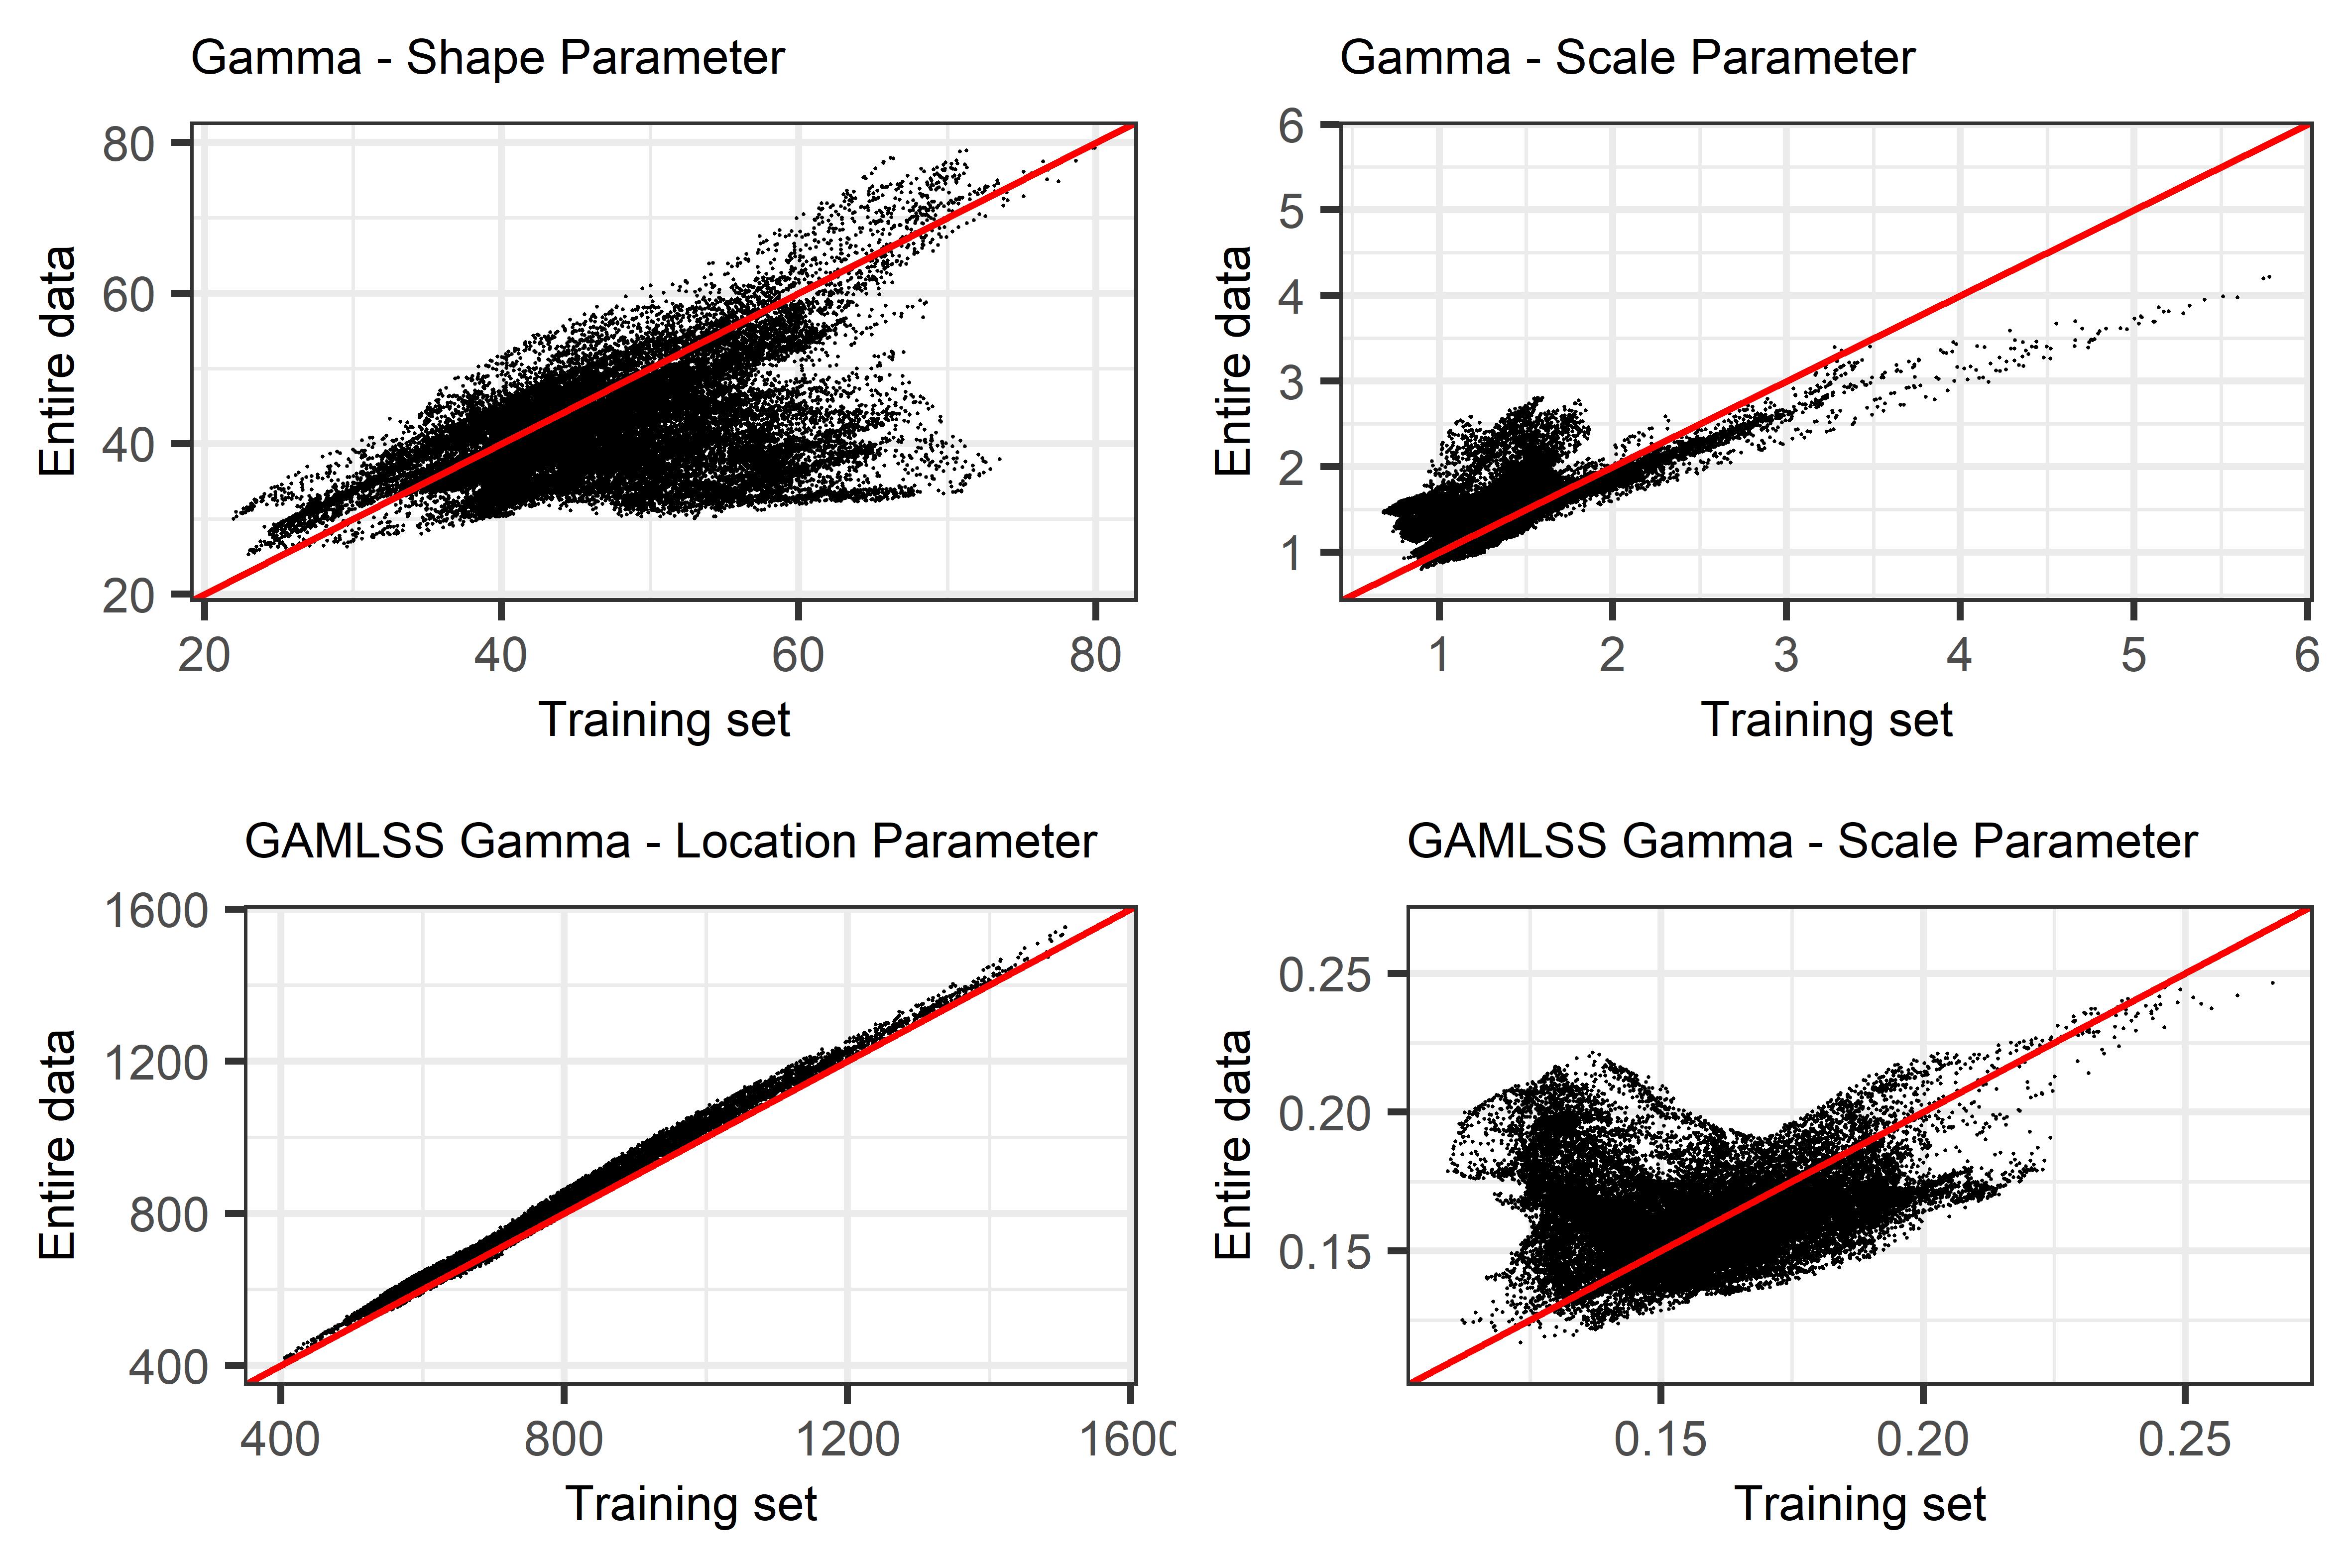 Gamma - Shape Parameter
Entire data
80
60
40
20
20 40 60 80
Training set
Gamma - Scale Parameter
Entire data
6
5
4
3
2
1
1 2 3 4 5 6
Training set
GAMLSS Gamma - Location Parameter
Entire data
1600
1200
800
400
400 800 1200 1600
Training set
GAMLSS Gamma - Scale Parameter
Entire data
0.25
0.20
0.15
0.15 0.20 0.25
Training set